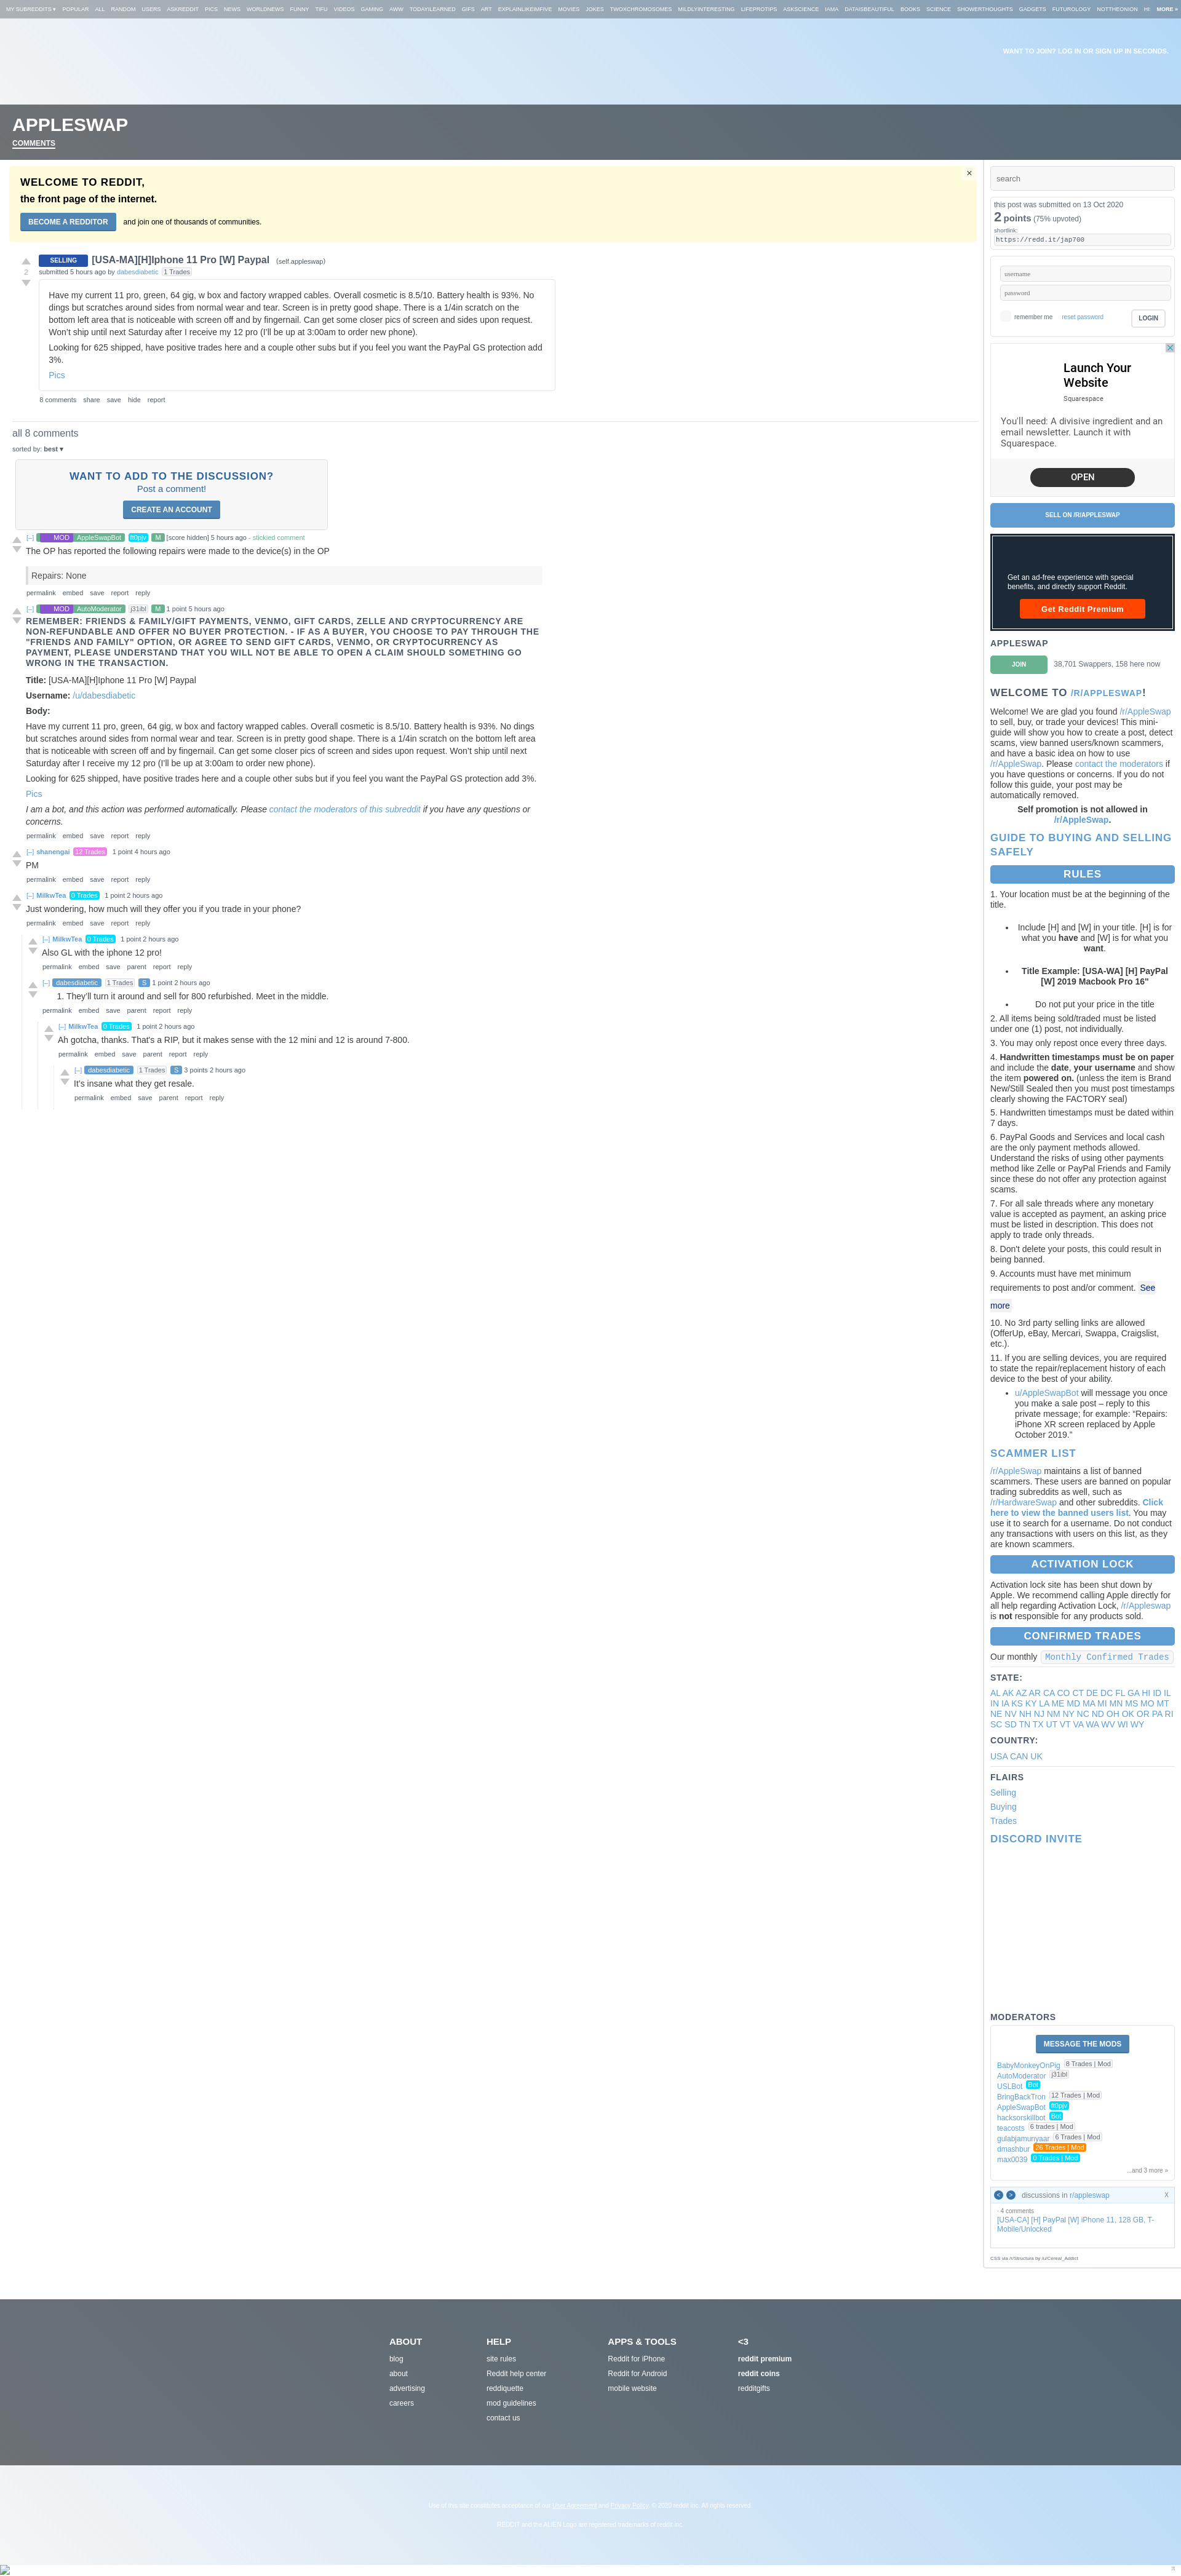 MY SUBREDDITS ▾ POPULAR ALL RANDOM USERS ASKREDDIT PICS NEWS WORLDNEWS FUNNY TIFU VIDEOS GAMING AWW TODAYILEARNED GIFS ART EXPLAINLIKEIMFIVE MOVIES JOKES TWOXCHROMOSOMES MILDLYINTERESTING LIFEPROTIPS ASKSCIENCE IAMA DATAISBEAUTIFUL BOOKS SCIENCE SHOWERTHOUGHTS GADGETS FUTUROLOGY NOTTHEONION HI MORE »
WANT TO JOIN? LOG IN OR SIGN UP IN SECONDS.
APPLESWAP
COMMENTS
×
WELCOME TO REDDIT,
the front page of the internet.
BECOME A REDDITOR and join one of thousands of communities.
2
SELLING [USA-MA][H]Iphone 11 Pro [W] Paypal (self.appleswap)
submitted 5 hours ago by dabesdiabetic 1 Trades
Have my current 11 pro, green, 64 gig, w box and factory wrapped cables. Overall cosmetic is 8.5/10. Battery health is 93%. No
dings but scratches around sides from normal wear and tear. Screen is in pretty good shape. There is a 1/4in scratch on the
bottom left area that is noticeable with screen off and by fingernail. Can get some closer pics of screen and sides upon request.
Won't ship until next Saturday after I receive my 12 pro (I'll be up at 3:00am to order new phone).
Looking for 625 shipped, have positive trades here and a couple other subs but if you feel you want the PayPal GS protection add
3%.
Pics
8 comments share save hide report
all 8 comments
sorted by: best ▾
WANT TO ADD TO THE DISCUSSION?
Post a comment!
CREATE AN ACCOUNT
[–] MOD AppleSwapBot ft0pjv M [score hidden] 5 hours ago - stickied comment
The OP has reported the following repairs were made to the device(s) in the OP
Repairs: None
permalink embed save report reply
[–] MOD AutoModerator j31ibl M 1 point 5 hours ago
REMEMBER: FRIENDS & FAMILY/GIFT PAYMENTS, VENMO, GIFT CARDS, ZELLE AND CRYPTOCURRENCY ARE
NON-REFUNDABLE AND OFFER NO BUYER PROTECTION. - IF AS A BUYER, YOU CHOOSE TO PAY THROUGH THE
"FRIENDS AND FAMILY" OPTION, OR AGREE TO SEND GIFT CARDS, VENMO, OR CRYPTOCURRENCY AS
PAYMENT, PLEASE UNDERSTAND THAT YOU WILL NOT BE ABLE TO OPEN A CLAIM SHOULD SOMETHING GO
WRONG IN THE TRANSACTION.
Title: [USA-MA][H]Iphone 11 Pro [W] Paypal
Username: /u/dabesdiabetic
Body:
Have my current 11 pro, green, 64 gig, w box and factory wrapped cables. Overall cosmetic is 8.5/10. Battery health is 93%. No dings
but scratches around sides from normal wear and tear. Screen is in pretty good shape. There is a 1/4in scratch on the bottom left area
that is noticeable with screen off and by fingernail. Can get some closer pics of screen and sides upon request. Won't ship until next
Saturday after I receive my 12 pro (I'll be up at 3:00am to order new phone).
Looking for 625 shipped, have positive trades here and a couple other subs but if you feel you want the PayPal GS protection add 3%.
Pics
I am a bot, and this action was performed automatically. Please contact the moderators of this subreddit if you have any questions or
concerns.
permalink embed save report reply
[–] shanengai 12 Trades 1 point 4 hours ago
PM
permalink embed save report reply
[–] MilkwTea 0 Trades 1 point 2 hours ago
Just wondering, how much will they offer you if you trade in your phone?
permalink embed save report reply
[–] MilkwTea 0 Trades 1 point 2 hours ago
Also GL with the iphone 12 pro!
permalink embed save parent report reply
[–] dabesdiabetic 1 Trades S 1 point 2 hours ago
1. They'll turn it around and sell for 800 refurbished. Meet in the middle.
permalink embed save parent report reply
[–] MilkwTea 0 Trades 1 point 2 hours ago
Ah gotcha, thanks. That's a RIP, but it makes sense with the 12 mini and 12 is around 7-800.
permalink embed save parent report reply
[–] dabesdiabetic 1 Trades S 3 points 2 hours ago
It's insane what they get resale.
permalink embed save parent report reply
search
this post was submitted on 13 Oct 2020
2 points (75% upvoted)
shortlink:
https://redd.it/jap780
username
password
remember me reset password LOGIN
Launch Your
Website
Squarespace
You'll need: A divisive ingredient and an
email newsletter. Launch it with
Squarespace.
OPEN
SELL ON /R/APPLESWAP
Get an ad-free experience with special
benefits, and directly support Reddit.
Get Reddit Premium
APPLESWAP
JOIN 38,701 Swappers, 158 here now
WELCOME TO /R/APPLESWAP!
Welcome! We are glad you found /r/AppleSwap
to sell, buy, or trade your devices! This mini-
guide will show you how to create a post, detect
scams, view banned users/known scammers,
and have a basic idea on how to use
/r/AppleSwap. Please contact the moderators if
you have questions or concerns. If you do not
follow this guide, your post may be
automatically removed.
Self promotion is not allowed in
/r/AppleSwap.
GUIDE TO BUYING AND SELLING
SAFELY
RULES
1. Your location must be at the beginning of the
title.
• Include [H] and [W] in your title. [H] is for
what you have and [W] is for what you
want.
• Title Example: [USA-WA] [H] PayPal
[W] 2019 Macbook Pro 16"
• Do not put your price in the title
2. All items being sold/traded must be listed
under one (1) post, not individually.
3. You may only repost once every three days.
4. Handwritten timestamps must be on paper
and include the date, your username and show
the item powered on. (unless the item is Brand
New/Still Sealed then you must post timestamps
clearly showing the FACTORY seal)
5. Handwritten timestamps must be dated within
7 days.
6. PayPal Goods and Services and local cash
are the only payment methods allowed.
Understand the risks of using other payments
method like Zelle or PayPal Friends and Family
since these do not offer any protection against
scams.
7. For all sale threads where any monetary
value is accepted as payment, an asking price
must be listed in description. This does not
apply to trade only threads.
8. Don't delete your posts, this could result in
being banned.
9. Accounts must have met minimum
requirements to post and/or comment. See
more
10. No 3rd party selling links are allowed
(OfferUp, eBay, Mercari, Swappa, Craigslist,
etc.).
11. If you are selling devices, you are required
to state the repair/replacement history of each
device to the best of your ability.
• u/AppleSwapBot will message you once
you make a sale post – reply to this
private message; for example: “Repairs:
iPhone XR screen replaced by Apple
October 2019.”
SCAMMER LIST
/r/AppleSwap maintains a list of banned
scammers. These users are banned on popular
trading subreddits as well, such as
/r/HardwareSwap and other subreddits. Click
here to view the banned users list. You may
use it to search for a username. Do not conduct
any transactions with users on this list, as they
are known scammers.
ACTIVATION LOCK
Activation lock site has been shut down by
Apple. We recommend calling Apple directly for
all help regarding Activation Lock, /r/Appleswap
is not responsible for any products sold.
CONFIRMED TRADES
Our monthly Monthly Confirmed Trades
STATE:
AL AK AZ AR CA CO CT DE DC FL GA HI ID IL
IN IA KS KY LA ME MD MA MI MN MS MO MT
NE NV NH NJ NM NY NC ND OH OK OR PA RI
SC SD TN TX UT VT VA WA WV WI WY
COUNTRY:
USA CAN UK
FLAIRS
Selling
Buying
Trades
DISCORD INVITE
MODERATORS
MESSAGE THE MODS
BabyMonkeyOnPig 8 Trades | Mod
AutoModerator j31ibl
USLBot Bot
BringBackTron 12 Trades | Mod
AppleSwapBot ft0pjv
hacksorskillbot Bot
teacosts 6 trades | Mod
gulabjamunyaar 6 Trades | Mod
dmashbur 26 Trades | Mod
max0039 0 Trades | Mod
...and 3 more »
< > discussions in r/appleswap X
· 4 comments
[USA-CA] [H] PayPal [W] iPhone 11, 128 GB, T-
Mobile/Unlocked
CSS via /r/Structura by /u/Cereal_Addict
ABOUT
blog
about
advertising
careers
HELP
site rules
Reddit help center
reddiquette
mod guidelines
contact us
APPS & TOOLS
Reddit for iPhone
Reddit for Android
mobile website
<3
reddit premium
reddit coins
redditgifts
Use of this site constitutes acceptance of our User Agreement and Privacy Policy. © 2020 reddit inc. All rights reserved.
REDDIT and the ALIEN Logo are registered trademarks of reddit inc.
π